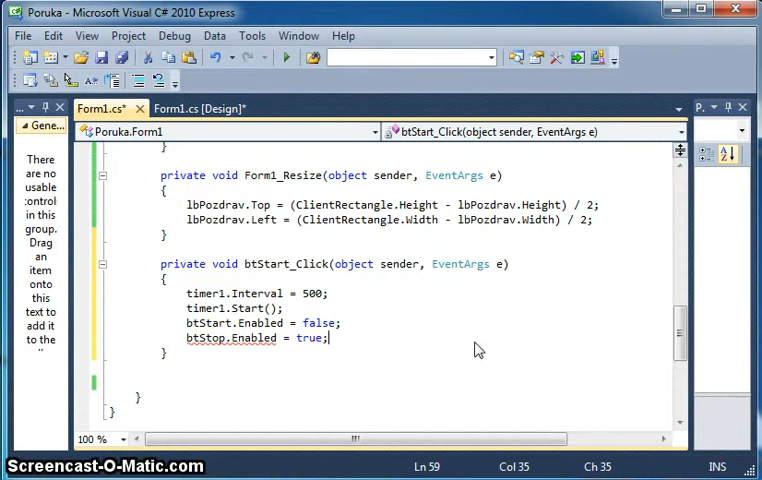 Poruka - Microsoft Visual C# 2010 Express
File Edit View Project Debug Data Tools Window Help
... Form1.cs* Form1.cs [Design]* P..
Gene... Poruka.Form1 btStart_Click(object sender, EventArgs e)
There
are no
usable
control
in this
group.
Drag
an
item
onto
this
text to
add it
to the
}
private void Form1_Resize(object sender, EventArgs e)
{
lbPozdrav.Top = (ClientRectangle.Height - lbPozdrav.Height) / 2;
lbPozdrav.Left = (ClientRectangle.Width - lbPozdrav.Width) / 2;
}
private void btStart_Click(object sender, EventArgs e)
{
timer1.Interval = 500;
timer1.Start();
btStart.Enabled = false;
btStop.Enabled = true;
}
}
}
100 %
Screencast-O-Matic.com Ln 59 Col 35 Ch 35 INS